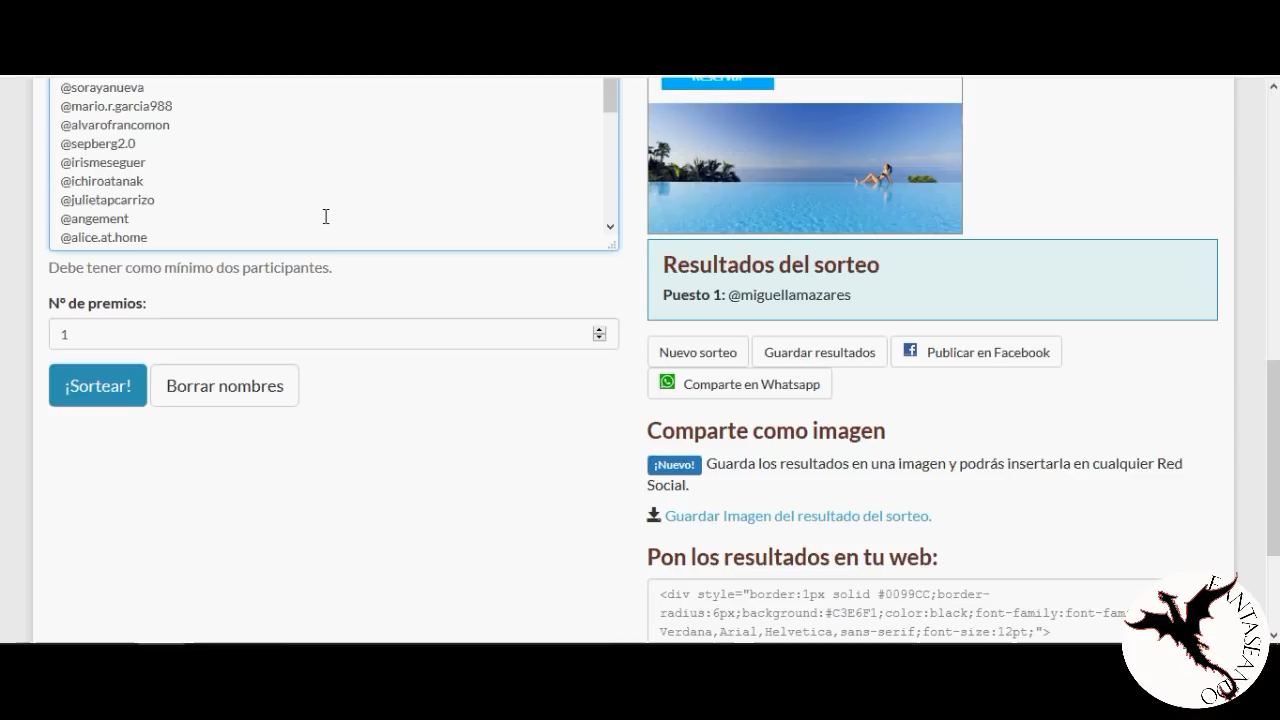 @sorayanueva
@mario.r.garcia988
@alvarofrancomon
@sepberg2.0
@irismeseguer
@ichiroatanak
@julietapcarrizo
@angement
@alice.at.home
Debe tener como mínimo dos participantes.
N° de premios:
1
¡Sortear!
Borrar nombres
Resultados del sorteo
Puesto 1: @miguellamazares
Nuevo sorteo
Guardar resultados
Publicar en Facebook
Comparte en Whatsapp
Comparte como imagen
¡Nuevo! Guarda los resultados en una imagen y podrás insertarla en cualquier Red
Social.
Guardar Imagen del resultado del sorteo.
Pon los resultados en tu web:
<div style="border:1px solid #0099CC;border-
radius:6px;background:#C3E6F1;color:black;font-family:font-fam
Verdana,Arial,Helvetica,sans-serif;font-size:12pt;">
FANTASEANDO